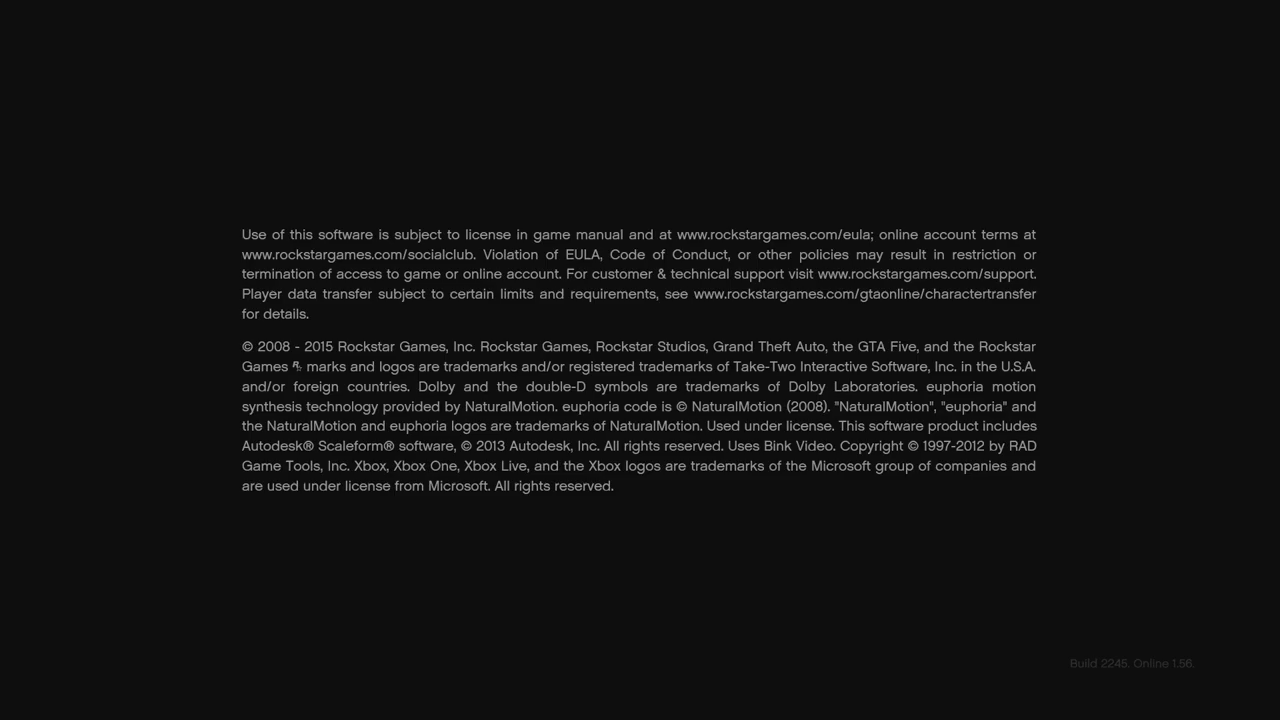 Use of this software is subject to license in game manual and at www.rockstargames.com/eula; online account terms at
www.rockstargames.com/socialclub. Violation of EULA, Code of Conduct, or other policies may result in restriction or
termination of access to game or online account. For customer & technical support visit www.rockstargames.com/support.
Player data transfer subject to certain limits and requirements, see www.rockstargames.com/gtaonline/charactertransfer
for details.
© 2008 - 2015 Rockstar Games, Inc. Rockstar Games, Rockstar Studios, Grand Theft Auto, the GTA Five, and the Rockstar
Games R* marks and logos are trademarks and/or registered trademarks of Take-Two Interactive Software, Inc. in the U.S.A.
and/or foreign countries. Dolby and the double-D symbols are trademarks of Dolby Laboratories. euphoria motion
synthesis technology provided by NaturalMotion. euphoria code is © NaturalMotion (2008). "NaturalMotion", "euphoria" and
the NaturalMotion and euphoria logos are trademarks of NaturalMotion. Used under license. This software product includes
Autodesk® Scaleform® software, © 2013 Autodesk, Inc. All rights reserved. Uses Bink Video. Copyright © 1997-2012 by RAD
Game Tools, Inc. Xbox, Xbox One, Xbox Live, and the Xbox logos are trademarks of the Microsoft group of companies and
are used under license from Microsoft. All rights reserved.
Build 2245. Online 1.56.